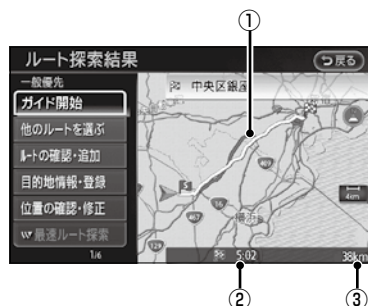 ①
ルート探索結果
戻る
一般優先
中央区銀座
ガイド開始
他のルートを選ぶ
ルートの確認・追加
目的地情報・登録
位置の確認・修正
最速ルート探索
1/6
4km
16
横浜
5:02
38km
②
③